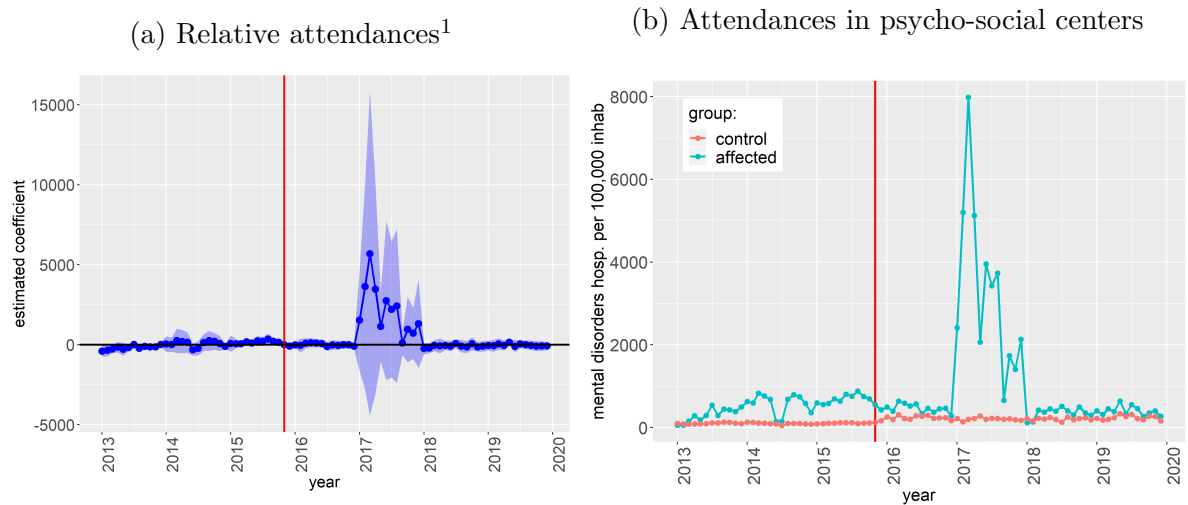 (a) Relative attendances¹
15000
10000
5000
0
-5000
estimated coefficient
2013
2014
2015
2016
2017
2018
2019
2020
year
(b) Attendances in psycho-social centers
8000
6000
4000
2000
0
mental disorders hosp. per 100,000 inhab
group:
control
affected
2013
2014
2015
2016
2017
2018
2019
2020
year